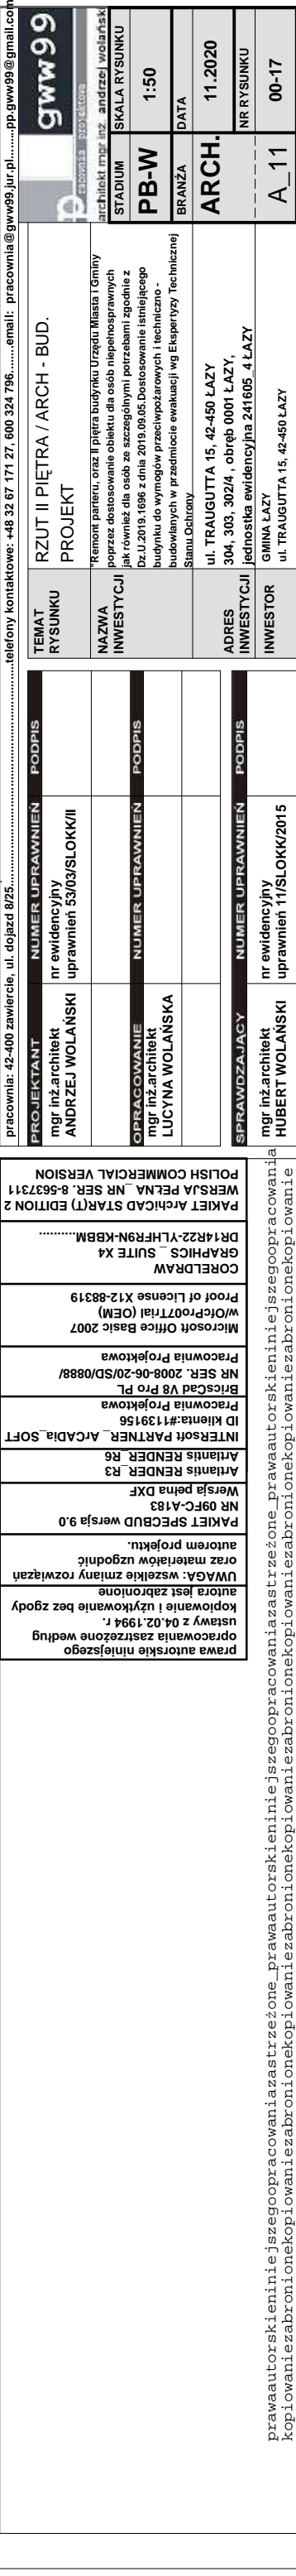 pracownia: 42-400 zawiercie, ul. dojazd 8/25.............................................................telefony kontaktowe: +48 32 67 171 27, 600 324 796........email: pracownia@gww99.jur.pl........pp.gww99@gmail.com
PROJEKTANT NUMER UPRAWNIEŃ PODPIS
mgr inż.architekt
ANDRZEJ WOLAŃSKI
nr ewidencyjny
uprawnień 53/03/SLOKK/II
OPRACOWANIE NUMER UPRAWNIEŃ PODPIS
mgr inż.architekt
LUCYNA WOLAŃSKA
SPRAWDZAJĄCY NUMER UPRAWNIEŃ PODPIS
mgr inż.architekt
HUBERT WOLAŃSKI
nr ewidencyjny
uprawnień 11/SLOKK/2015
TEMAT
RYSUNKU
RZUT II PIĘTRA / ARCH - BUD.
PROJEKT
NAZWA
INWESTYCJI
"Remont parteru, oraz II piętra budynku Urzędu Miasta i Gminy
poprzez dostosowanie obiektu dla osób niepełnosprawnych
jak również dla osób ze szczególnymi potrzebami zgodnie z
Dz.U.2019.1696 z dnia 2019.09.05.Dostosowanie istniejącego
budynku do wymogów przeciwpożarowych i techniczno -
budowlanych w przedmiocie ewakuacji wg Ekspertyzy Technicznej
Stanu Ochrony
ADRES
INWESTYCJI
ul. TRAUGUTTA 15, 42-450 ŁAZY
304, 303, 302/4 , obręb 0001 ŁAZY,
jednostka ewidencyjna 241605_4 ŁAZY
INWESTOR
GMINA ŁAZY
ul. TRAUGUTTA 15, 42-450 ŁAZY
gww99
pracownia projektowa
architekt mgr inż. andrzej wolański
STADIUM
PB-W
SKALA RYSUNKU
1:50
BRANŻA
ARCH.
DATA
11.2020
NR RYSUNKU
A_11
00-17
prawa autorskie niniejszego
opracowania zastrzeżone według
ustawy z 04.02.1994 r.
kopiowanie i użytkowanie bez zgody
autora jest zabronione
UWAGA: wszelkie zmiany rozwiązań
oraz materiałów uzgodnić
autorem projektu.
PAKIET SPECBUD wersja 9.0
NR 09FC-A183
Wersja pełna DXF
Artlantis RENDER_R3
Artlantis RENDER_R6
INTERsoft PARTNER_ ARCADia_SOFT
ID klienta:#1139156
Pracownia Projektowa
BricsCad V8 Pro PL
NR SER. 2008-06-20/SD/0888/
Pracownia Projektowa
Microsoft Office Basic 2007
w/OfcPro07Trial (OEM)
Proof of License X12-88319
CORELDRAW
GRAPHICS _ SUITE X4
DR14R22-VLHFR9N-KBBM..........
PAKIET ArchiCAD START(T) EDITION 2
WERSJA PEŁNA _NR SER. 8-5637311
POLISH COMMERCIAL VERSION
prawaautorskieniniejszegoopracowaniazastrzeżone_prawaautorskieniniejszegoopracowaniazastrzeżone_prawaautorskieniniejszegoopracowania
kopiowaniezabronionekopiowaniezabronionekopiowaniezabronionekopiowaniezabronionekopiowaniezabronionekopiowaniezabronionekopiowanie